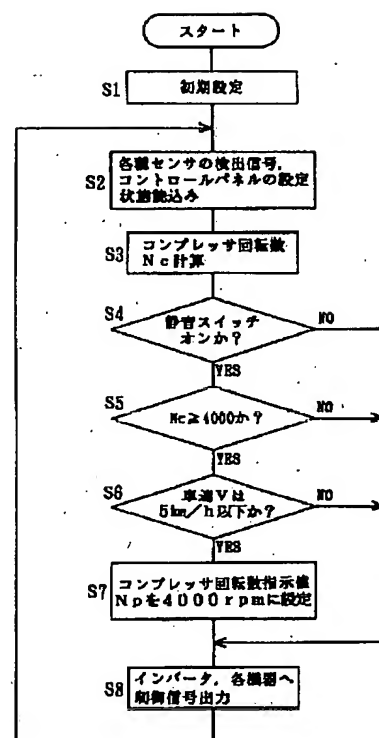 スタート
S1 初期設定
S2 各種センサの検出信号,
コントロールパネルの設定
状態読込み
S3 コンプレッサ回転数
Nc計算
S4 静音スイッチ
オンか?
NO
YES
S5 Nc≧4000か?
NO
YES
S6 車速Vは
5km/h以下か?
NO
YES
S7 コンプレッサ回転数指示値
Npを4000rpmに設定
S8 インバータ,各機器へ
制御信号出力